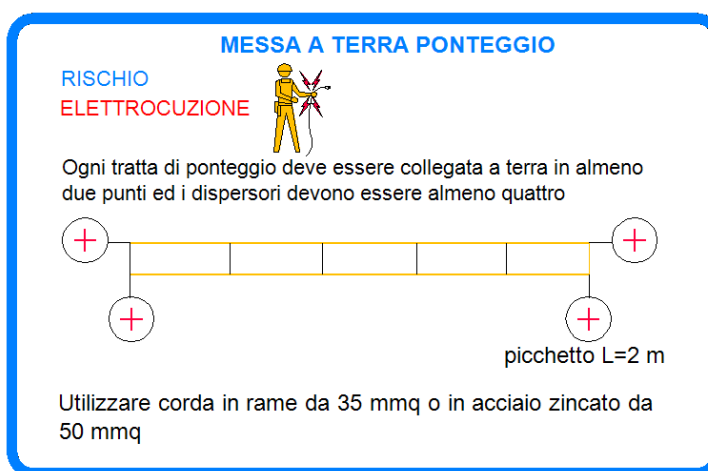 MESSA A TERRA PONTEGGIO
RISCHIO
ELETTROCUZIONE
Ogni tratta di ponteggio deve essere collegata a terra in almeno
due punti ed i dispersori devono essere almeno quattro
picchetto L=2 m
Utilizzare corda in rame da 35 mmq o in acciaio zincato da
50 mmq